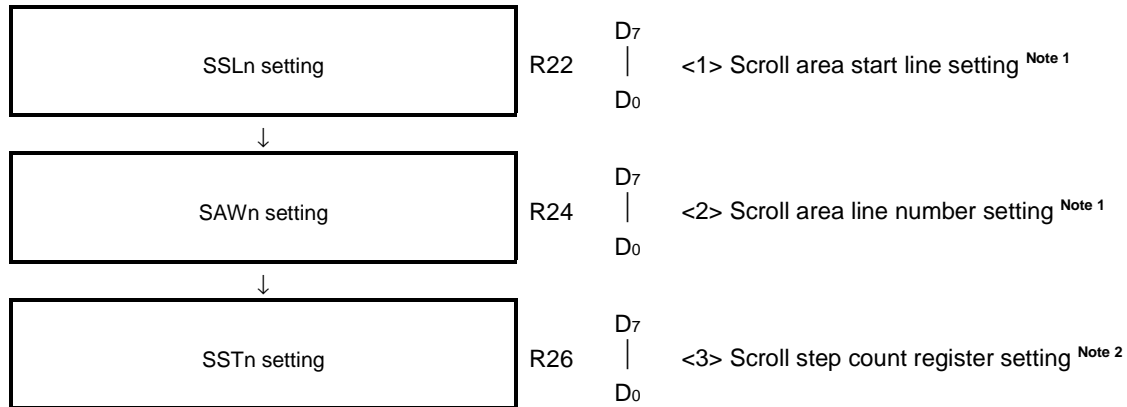 D7
SSLn setting R22 | <1> Scroll area start line setting Note 1
D0
↓
D7
SAWn setting R24 | <2> Scroll area line number setting Note 1
D0
↓
D7
SSTn setting R26 | <3> Scroll step count register setting Note 2
D0